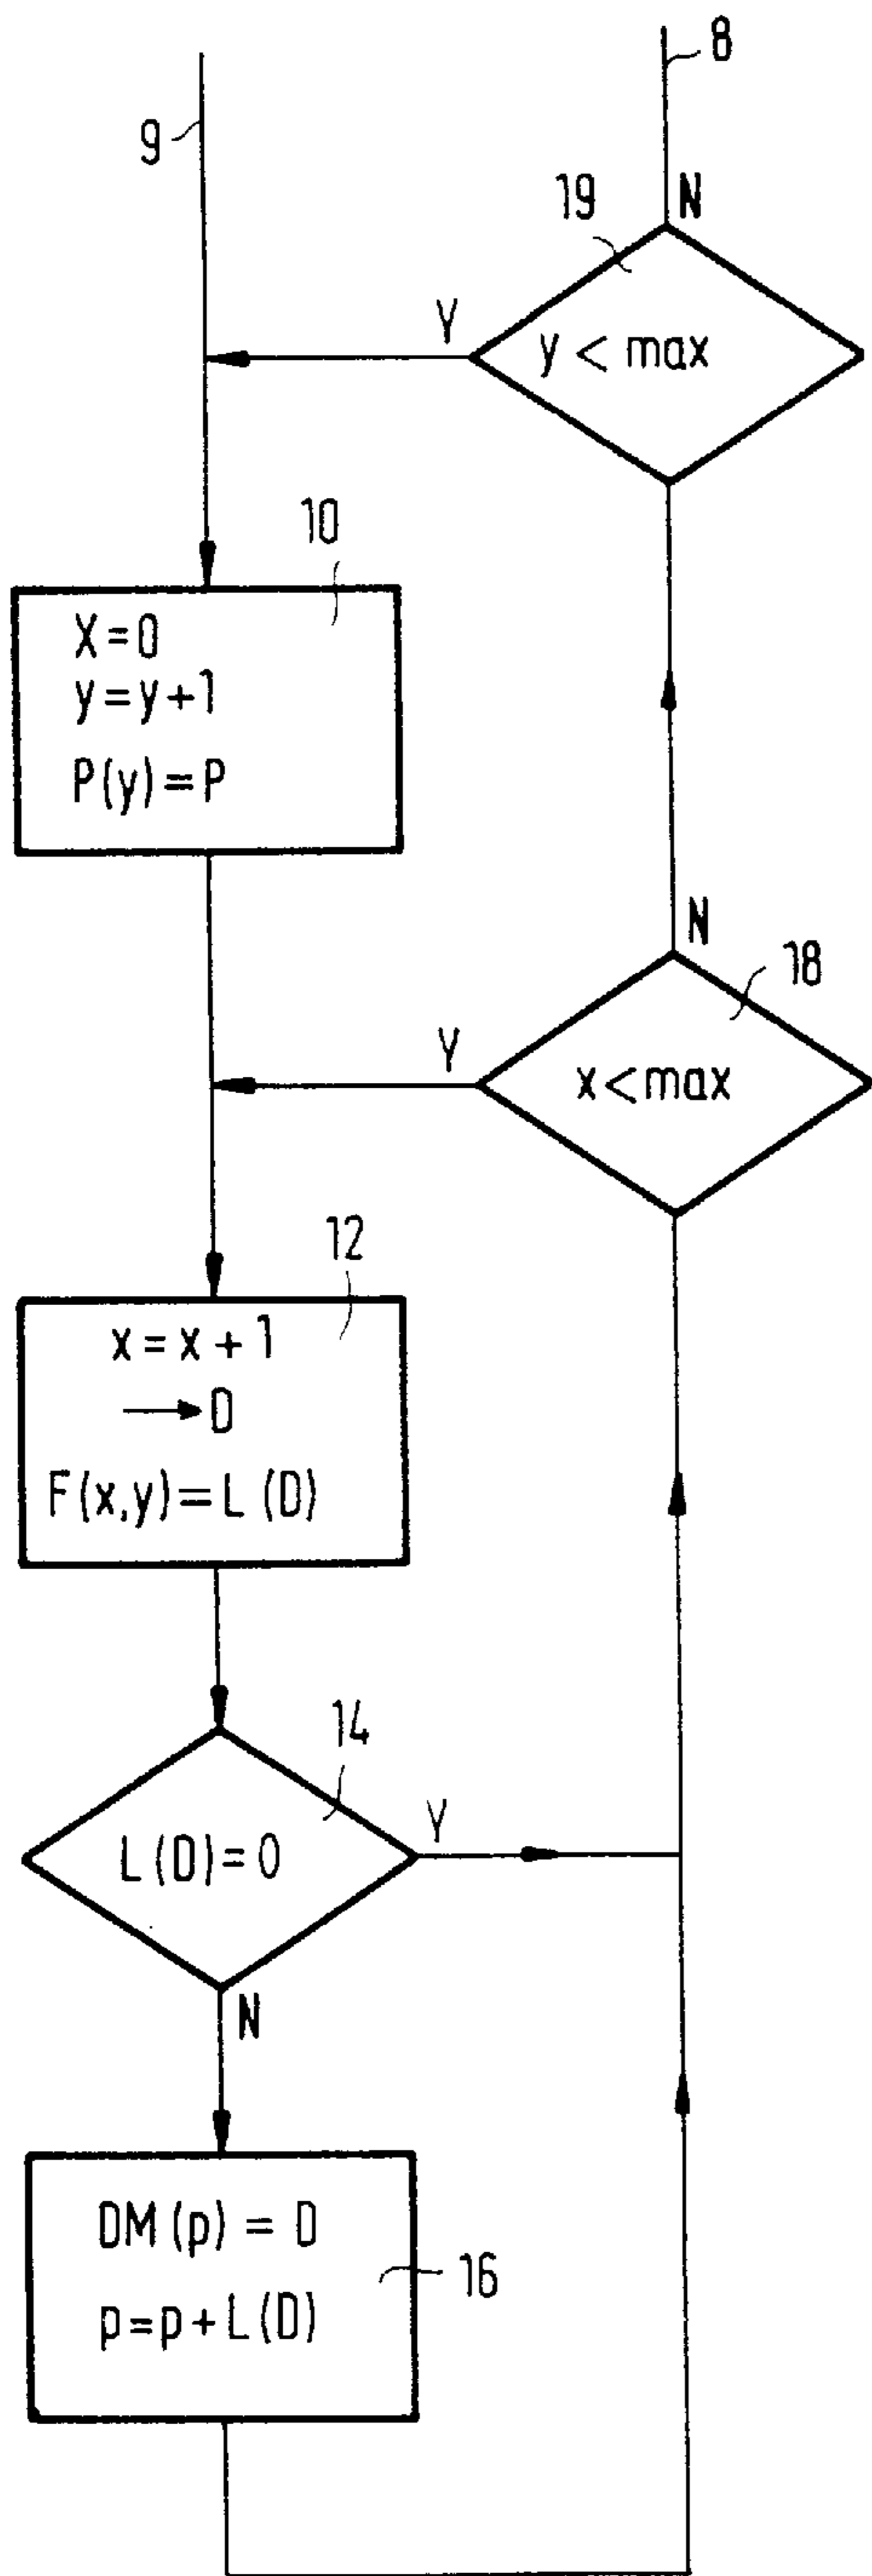 8
9
19
N
Y
y < max
10
X = 0
y = y + 1
P(y) = P
N
18
Y
x < max
12
x = x + 1
→ D
F(x,y) = L(D)
14
L(D) = 0
Y
N
DM(p) = D
p = p + L(D)
16